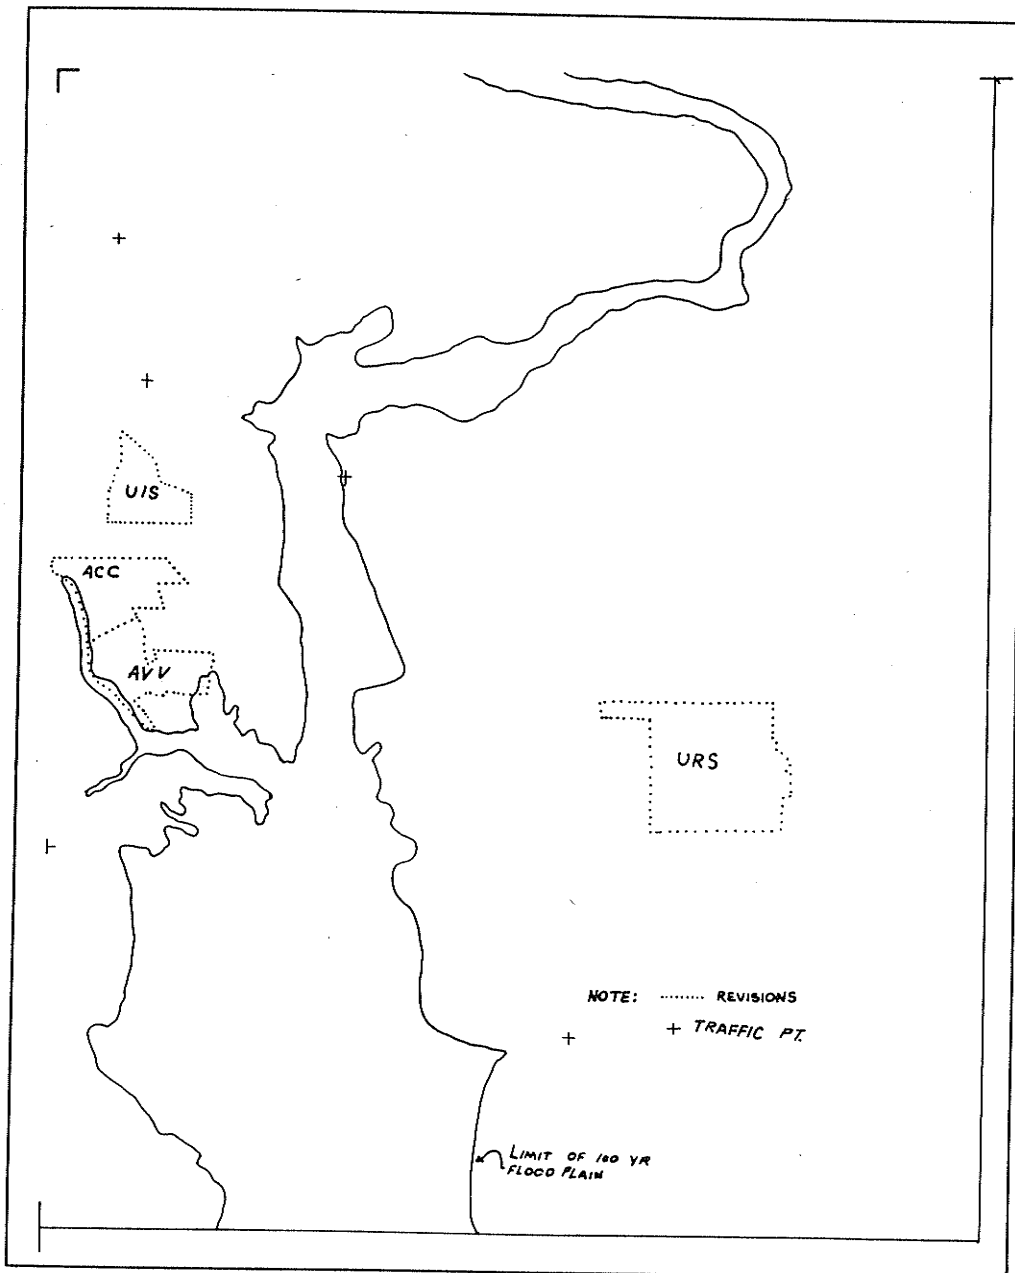 UIS
ACC
AVV
URS
NOTE: ........ REVISIONS
+ TRAFFIC PT.
LIMIT OF 100 YR
FLOOD PLAIN